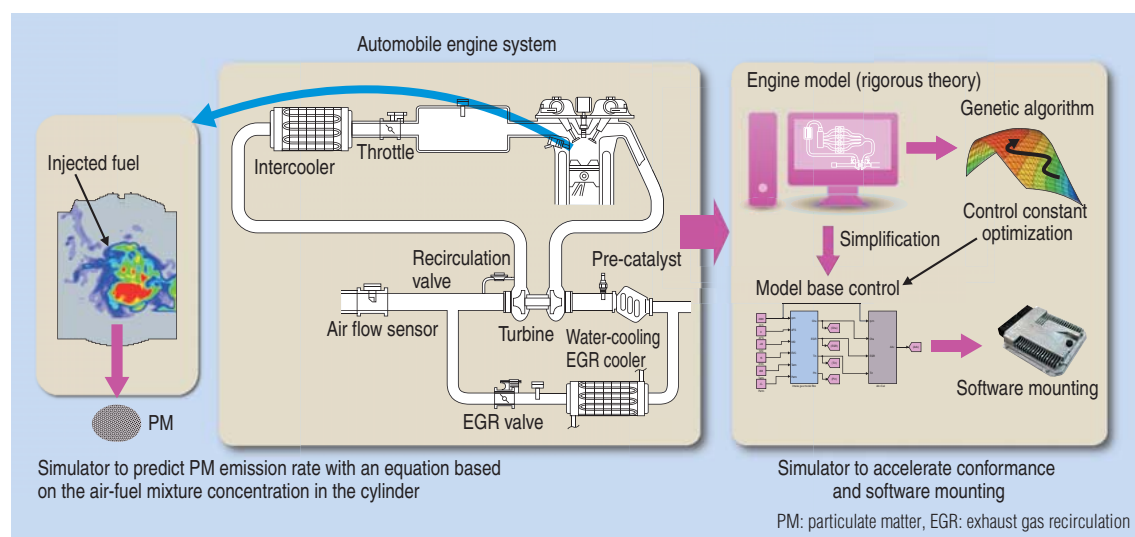 Automobile engine system
Injected fuel
PM
Intercooler
Throttle
Recirculation
valve
Pre-catalyst
Air flow sensor
Turbine
Water-cooling
EGR cooler
EGR valve
Engine model (rigorous theory)
Genetic algorithm
Control constant
optimization
Simplification
Model base control
Software mounting
Simulator to predict PM emission rate with an equation based
on the air-fuel mixture concentration in the cylinder
Simulator to accelerate conformance
and software mounting
PM: particulate matter, EGR: exhaust gas recirculation